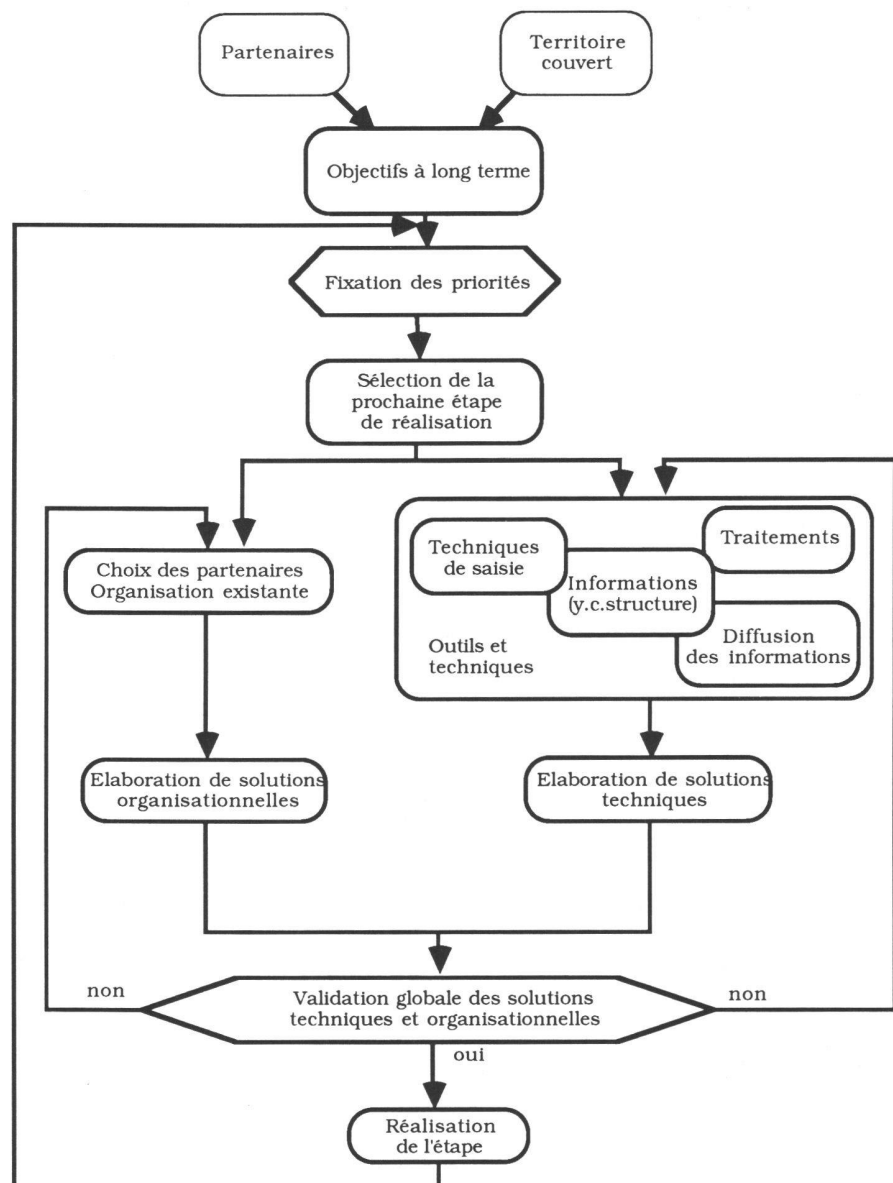 Partenaires
Territoire
couvert
Objectifs à long terme
Fixation des priorités
Sélection de la
prochaine étape
de réalisation
Choix des partenaires
Organisation existante
Techniques
de saisie
Traitements
Informations
(y.c.structure)
Outils et
techniques
Diffusion
des informations
Elaboration de solutions
organisationnelles
Elaboration de solutions
techniques
non
Validation globale des solutions
techniques et organisationnelles
non
oui
Réalisation
de l'étape